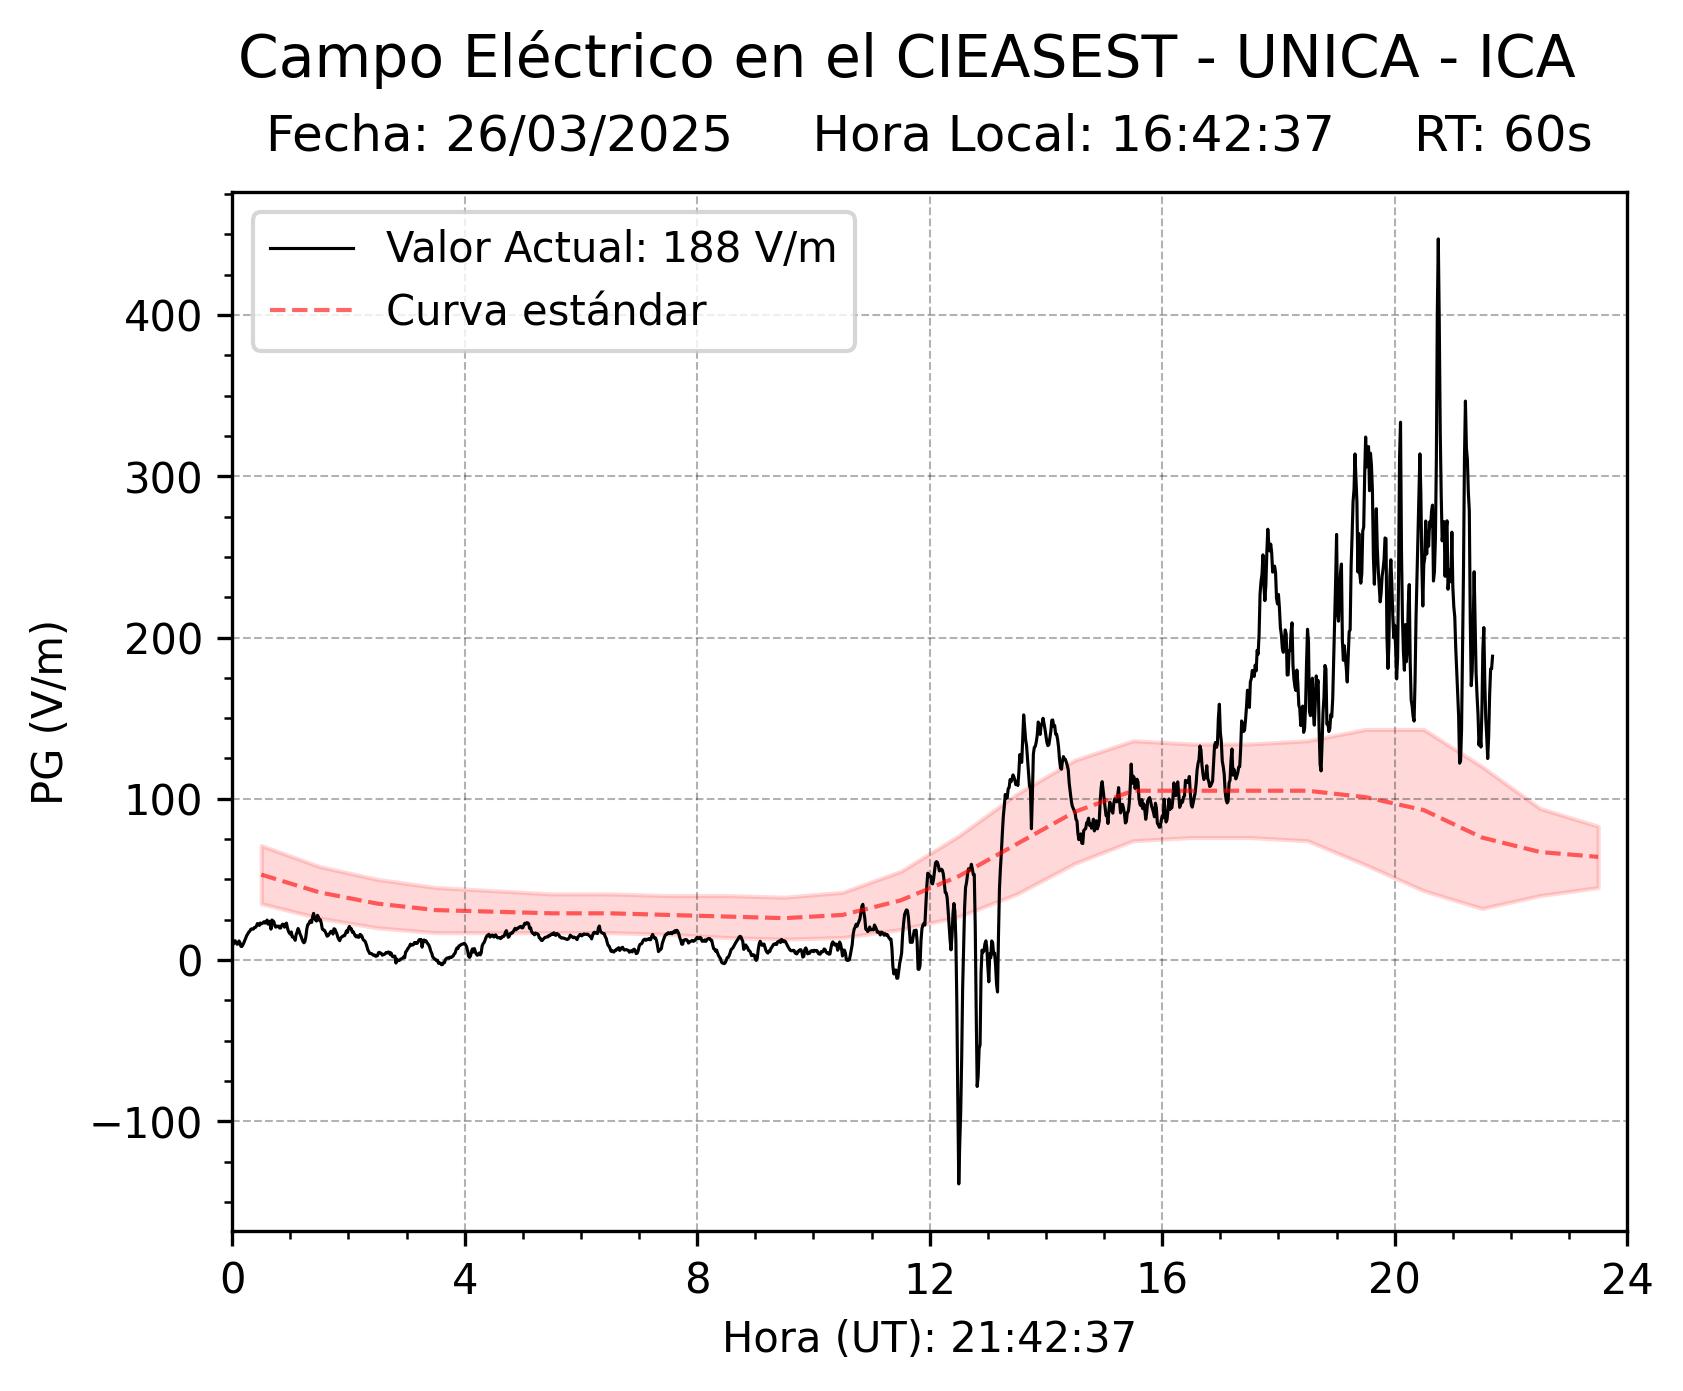 Campo Eléctrico en el CIEASEST - UNICA - ICA
Fecha: 26/03/2025 Hora Local: 16:42:37 RT: 60s
Valor Actual: 188 V/m
Curva estándar
PG (V/m)
400
300
200
100
0
−100
0 4 8 12 16 20 24
Hora (UT): 21:42:37